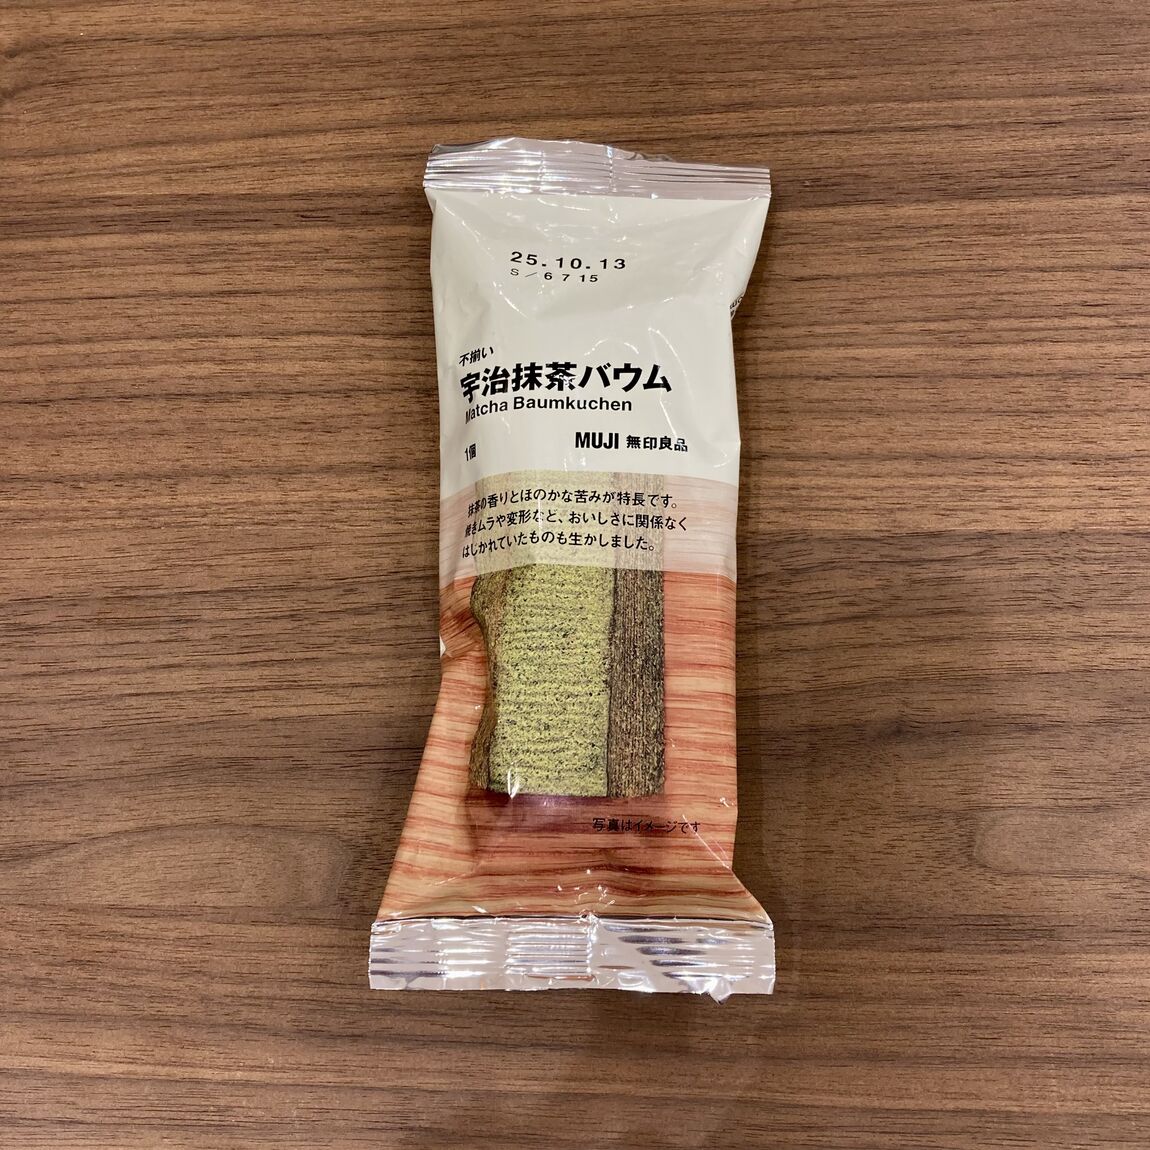 25.10.13
S/6 7 15
不揃い
宇治抹茶バウム
Matcha Baumkuchen
1個
MUJI 無印良品
抹茶の香りとほのかな苦みが特長です。
焼きムラや変形など、おいしさに関係なく
はじかれていたものも生かしました。
写真はイメージです